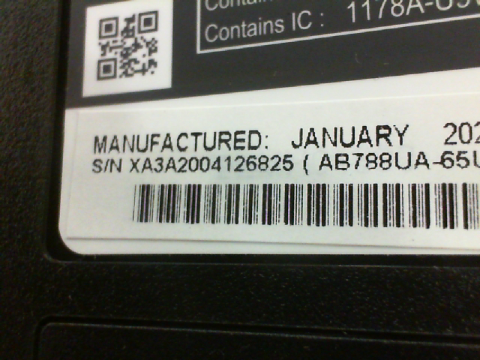 Contains IC : 1178A-U
MANUFACTURED: JANUARY 202
S/N XA3A2004126825 ( AB788UA-65U